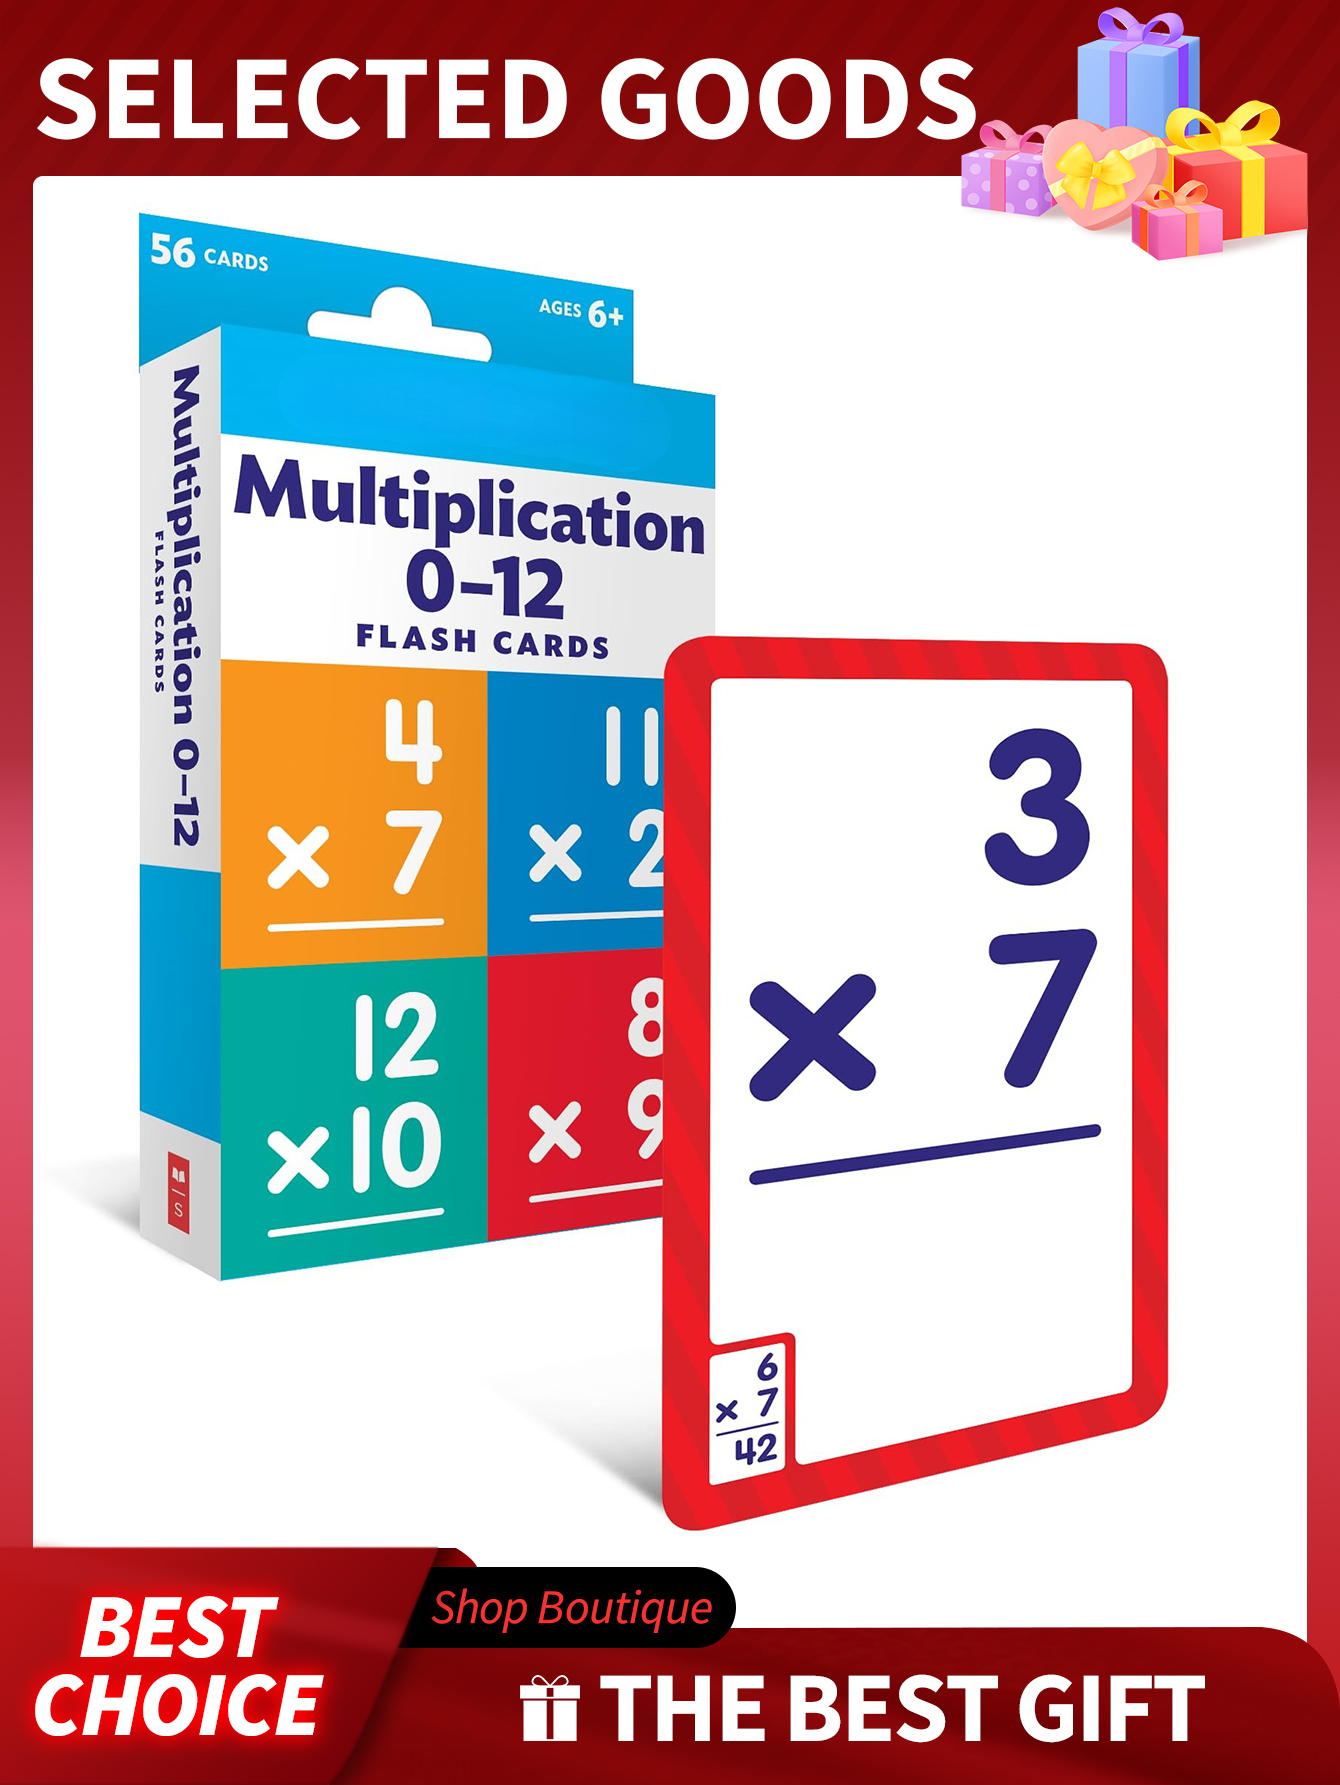 SELECTED GOODS
56 CARDS
AGES 6+
Multiplication 0-12
FLASH CARDS
Multiplication
0-12
FLASH CARDS
4
× 7
11
× 2
12
×10
8
× 9
S
3
× 7
6
× 7
42
BEST
CHOICE
Shop Boutique
THE BEST GIFT